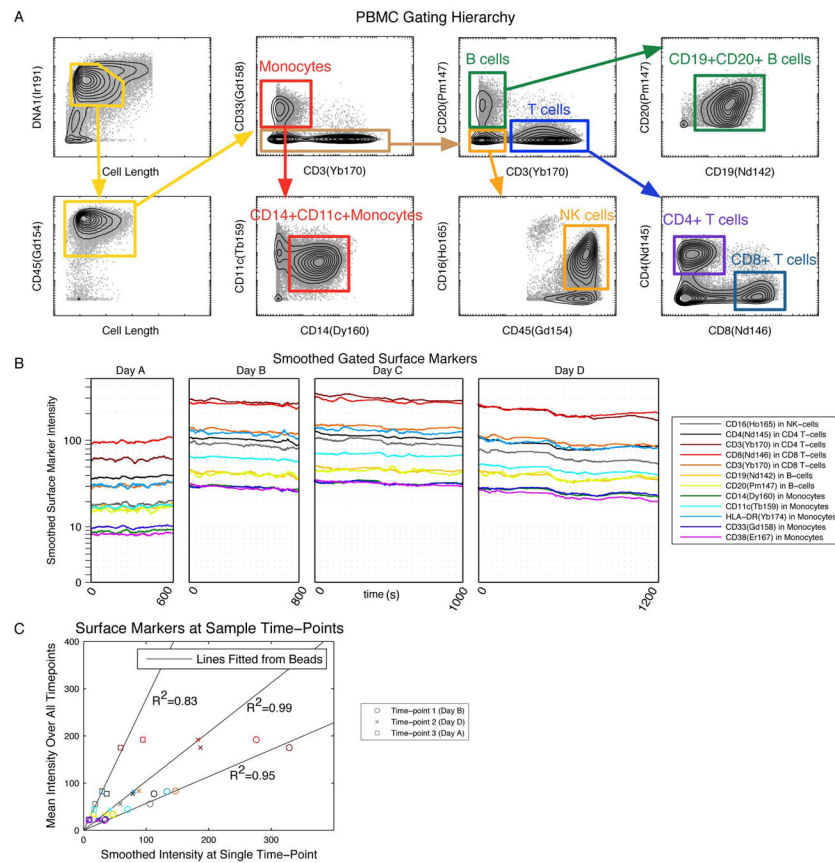 A
PBMC Gating Hierarchy
DNA1(Ir191)
Cell Length
Monocytes
CD33(Gd158)
CD3(Yb170)
B cells
T cells
CD20(Pm147)
CD3(Yb170)
CD19+CD20+ B cells
CD20(Pm147)
CD19(Nd142)
CD45(Gd154)
Cell Length
CD14+CD11c+Monocytes
CD11c(Tb159)
CD14(Dy160)
NK cells
CD16(Ho165)
CD45(Gd154)
CD4+ T cells
CD8+ T cells
CD4(Nd145)
CD8(Nd146)
B
Smoothed Gated Surface Markers
Day A
Day B
Day C
Day D
Smoothed Surface Marker Intensity
100
10
0
0
600
0
800
0
1000
0
1200
time (s)
CD16(Ho165) in NK-cells
CD4(Nd145) in CD4 T-cells
CD3(Yb170) in CD4 T-cells
CD8(Nd146) in CD8 T-cells
CD3(Yb170) in CD8 T-cells
CD19(Nd142) in B-cells
CD20(Pm147) in B-cells
CD14(Dy160) in Monocytes
CD11c(Tb159) in Monocytes
HLA-DR(Yb174) in Monocytes
CD33(Gd158) in Monocytes
CD38(Er167) in Monocytes
C
Surface Markers at Sample Time-Points
Mean Intensity Over All Timepoints
400
300
200
100
0
0
100
200
300
Lines Fitted from Beads
R2=0.83
R2=0.99
R2=0.95
Smoothed Intensity at Single Time-Point
Time-point 1 (Day B)
Time-point 2 (Day D)
Time-point 3 (Day A)